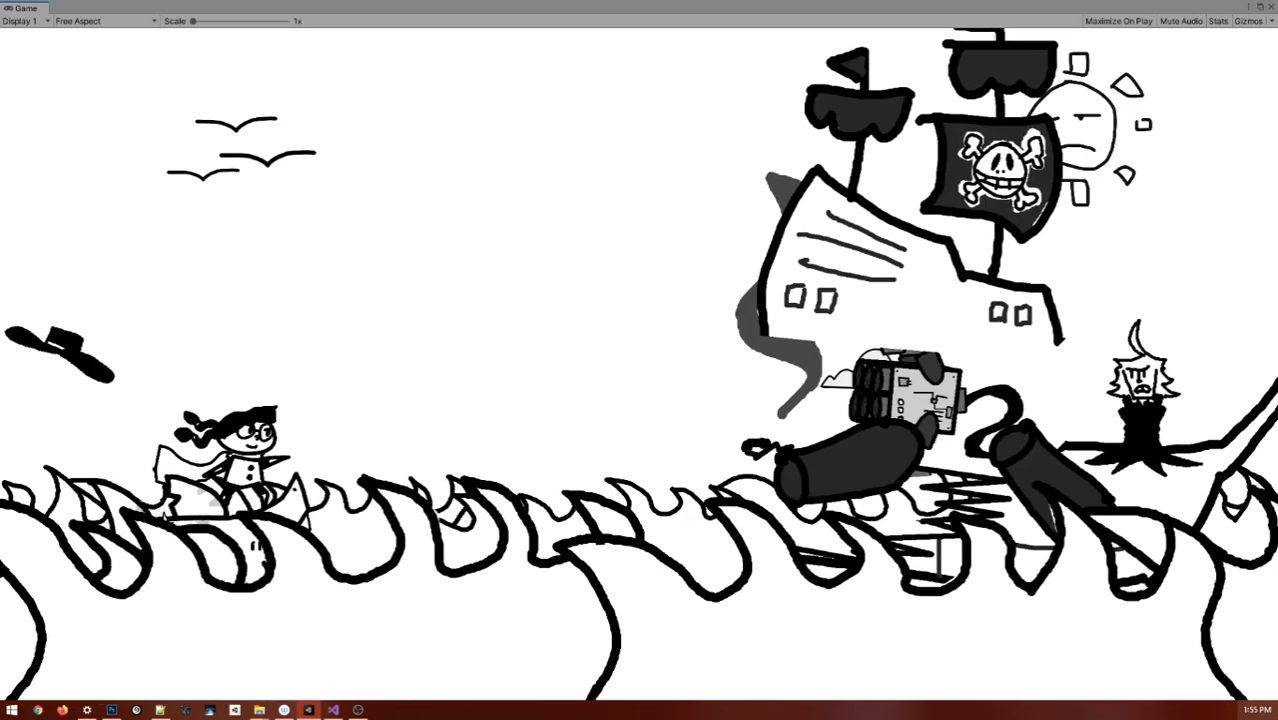 Game
Display 1 Free Aspect Scale 1x Maximize On Play Mute Audio Stats Gizmos
1:55 PM